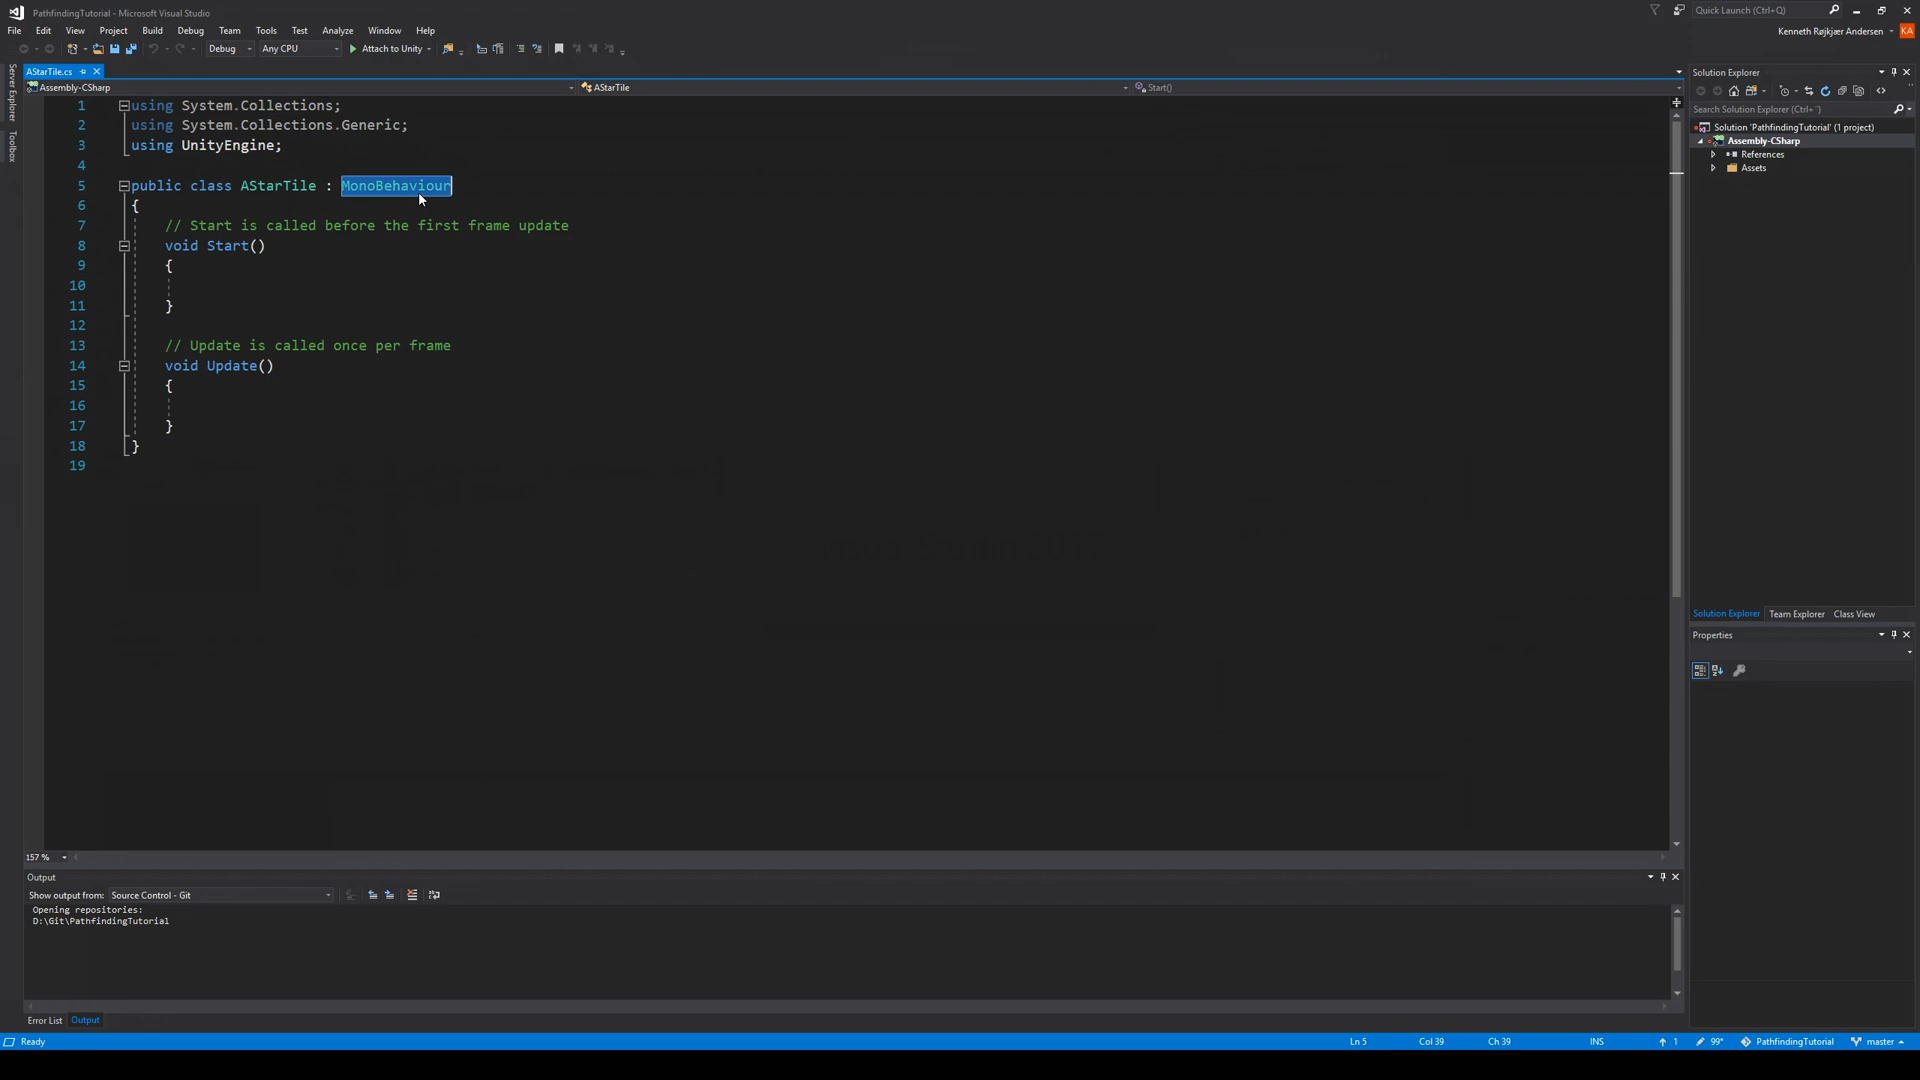 PathfindingTutorial - Microsoft Visual Studio
Quick Launch (Ctrl+Q)
File Edit View Project Build Debug Team Tools Test Analyze Window Help
Kenneth Røjkjær Andersen KA
Debug Any CPU Attach to Unity
Server Explorer
Toolbox
AStarTile.cs
Assembly-CSharp AStarTile Start()
1 using System.Collections;
2 using System.Collections.Generic;
3 using UnityEngine;
4
5 public class AStarTile : MonoBehaviour
6 {
7 // Start is called before the first frame update
8 void Start()
9 {
10
11 }
12
13 // Update is called once per frame
14 void Update()
15 {
16
17 }
18 }
19
157 %
Solution Explorer
Search Solution Explorer (Ctrl+¨)
Solution 'PathfindingTutorial' (1 project)
Assembly-CSharp
References
Assets
Solution Explorer Team Explorer Class View
Properties
Output
Show output from: Source Control - Git
Opening repositories:
D:\Git\PathfindingTutorial
Error List Output
Ready Ln 5 Col 39 Ch 39 INS 1 99* PathfindingTutorial master